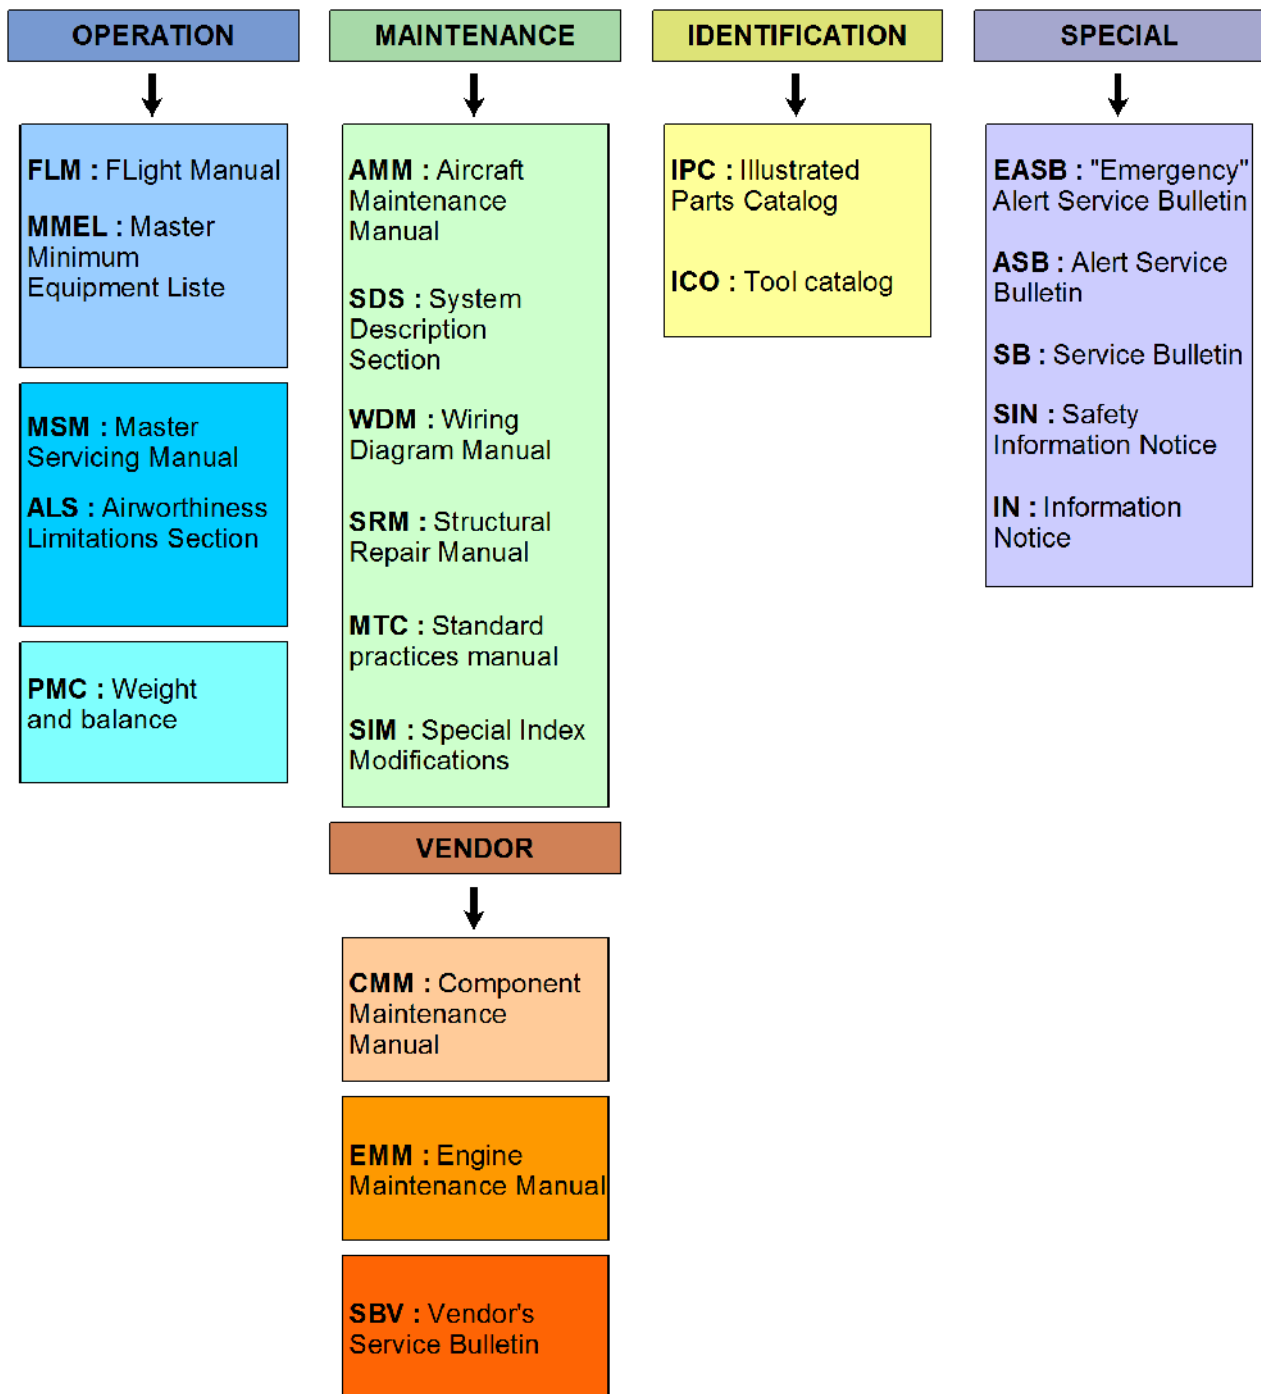 OPERATION
FLM : FLight Manual
MMEL : Master
Minimum
Equipment Liste
MSM : Master
Servicing Manual
ALS : Airworthiness
Limitations Section
PMC : Weight
and balance
MAINTENANCE
AMM : Aircraft
Maintenance
Manual
SDS : System
Description
Section
WDM : Wiring
Diagram Manual
SRM : Structural
Repair Manual
MTC : Standard
practices manual
SIM : Special Index
Modifications
VENDOR
CMM : Component
Maintenance
Manual
EMM : Engine
Maintenance Manual
SBV : Vendor's
Service Bulletin
IDENTIFICATION
IPC : Illustrated
Parts Catalog
ICO : Tool catalog
SPECIAL
EASB : "Emergency"
Alert Service Bulletin
ASB : Alert Service
Bulletin
SB : Service Bulletin
SIN : Safety
Information Notice
IN : Information
Notice